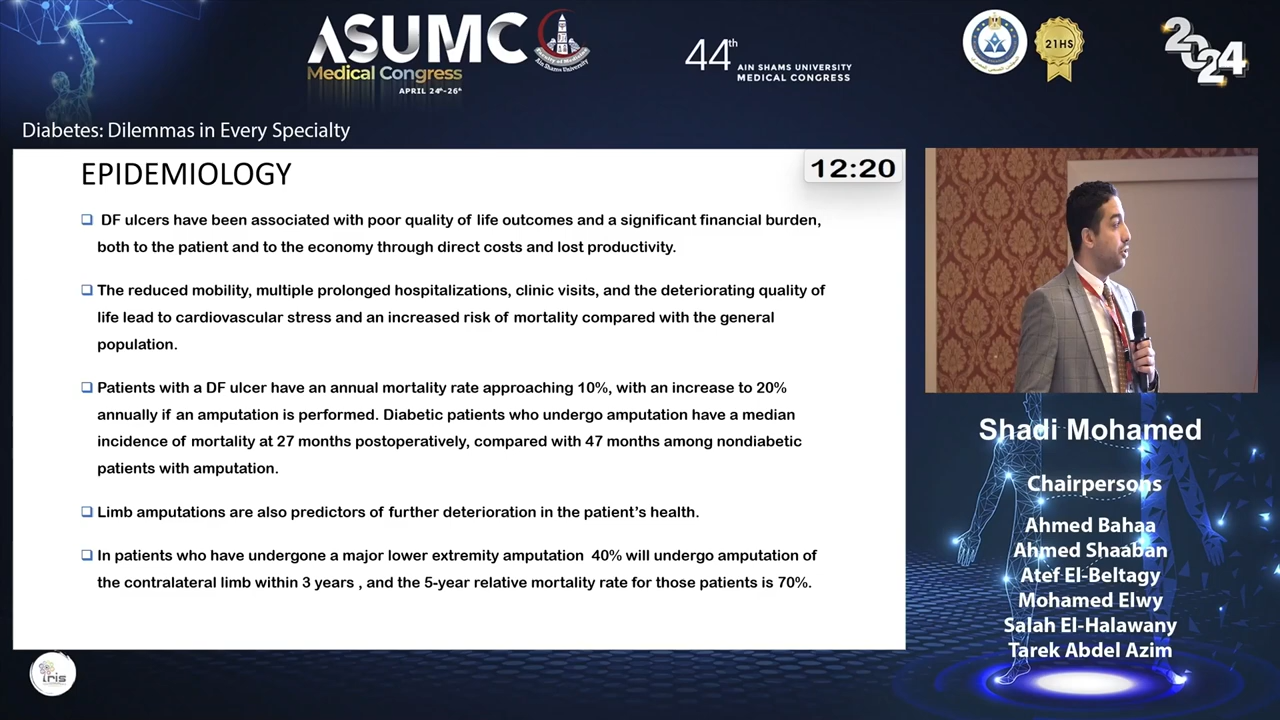 ASUMC
Medical Congress
APRIL 24th-26th
Faculty of Medicine
Ain Shams University
44th AIN SHAMS UNIVERSITY
MEDICAL CONGRESS
21HS
2024
Diabetes: Dilemmas in Every Specialty
EPIDEMIOLOGY
12:20
DF ulcers have been associated with poor quality of life outcomes and a significant financial burden,
both to the patient and to the economy through direct costs and lost productivity.
The reduced mobility, multiple prolonged hospitalizations, clinic visits, and the deteriorating quality of
life lead to cardiovascular stress and an increased risk of mortality compared with the general
population.
Patients with a DF ulcer have an annual mortality rate approaching 10%, with an increase to 20%
annually if an amputation is performed. Diabetic patients who undergo amputation have a median
incidence of mortality at 27 months postoperatively, compared with 47 months among nondiabetic
patients with amputation.
Limb amputations are also predictors of further deterioration in the patient's health.
In patients who have undergone a major lower extremity amputation 40% will undergo amputation of
the contralateral limb within 3 years , and the 5-year relative mortality rate for those patients is 70%.
Shadi Mohamed
Chairpersons
Ahmed Bahaa
Ahmed Shaaban
Atef El-Beltagy
Mohamed Elwy
Salah El-Halawany
Tarek Abdel Azim
iris